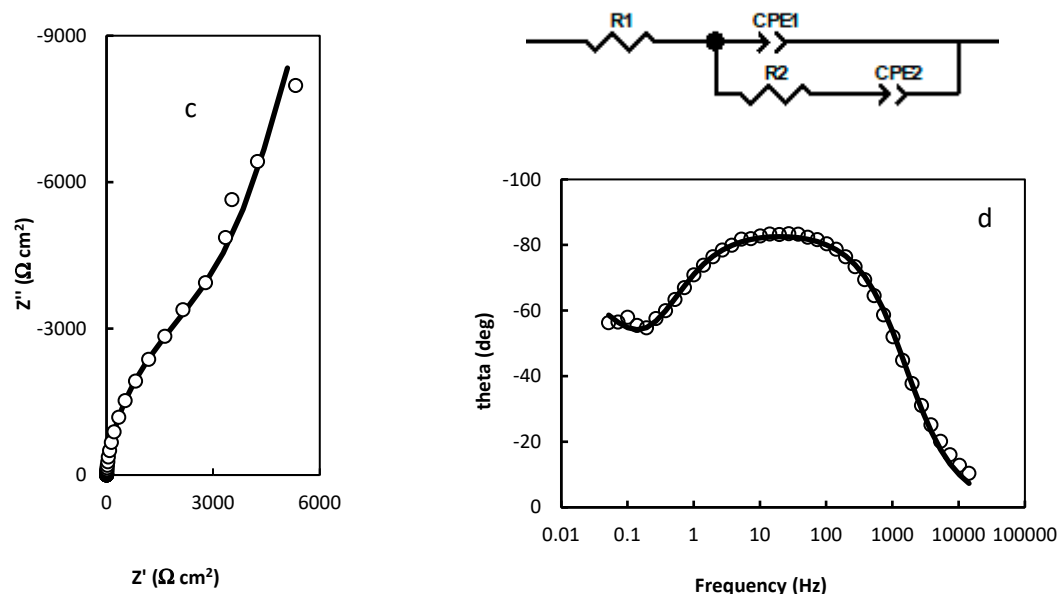 -9000
-6000
-3000
0
0
3000
6000
c
Z'' (Ω cm²)
Z' (Ω cm²)
R1
CPE1
R2
CPE2
-100
-80
-60
-40
-20
0
0.01
0.1
1
10
100
1000
10000
100000
d
theta (deg)
Frequency (Hz)